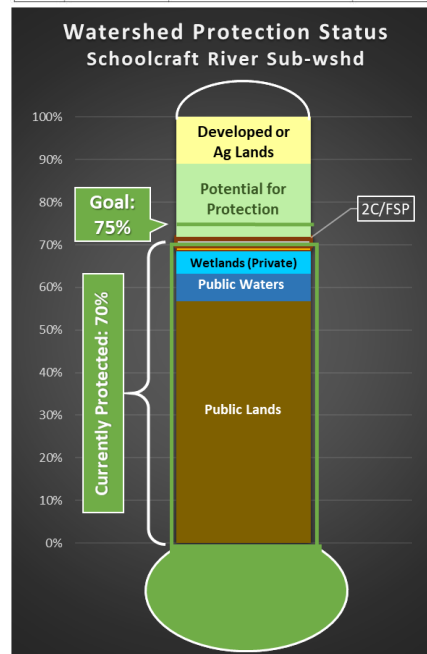 Watershed Protection Status
Schoolcraft River Sub-wshd
100%
90%
80%
70%
60%
50%
40%
30%
20%
10%
0%
Goal:
75%
Currently Protected: 70%
Developed or
Ag Lands
Potential for
Protection
2C/FSP
Wetlands (Private)
Public Waters
Public Lands